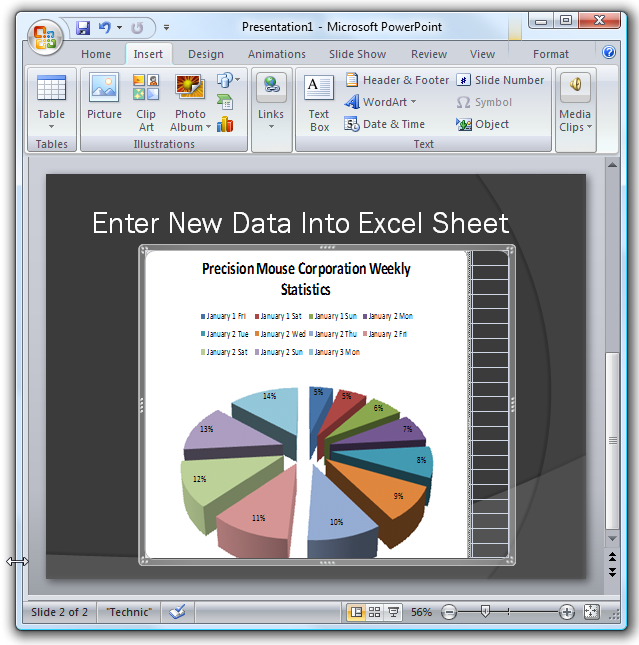 Presentation1 - Microsoft PowerPoint
Home Insert Design Animations Slide Show Review View Format
Table
Picture
Clip Art
Photo Album
Links
Text Box
Header & Footer
WordArt
Date & Time
Slide Number
Symbol
Object
Media Clips
Tables Illustrations Text
Enter New Data Into Excel Sheet
Precision Mouse Corporation Weekly
Statistics
January 1 Fri January 1 Sat January 1 Sun January 2 Mon
January 2 Tue January 2 Wed January 2 Thu January 2 Fri
January 2 Sat January 2 Sun January 3 Mon
5%
5%
6%
7%
8%
9%
10%
11%
12%
13%
14%
Slide 2 of 2 "Technic" 56%